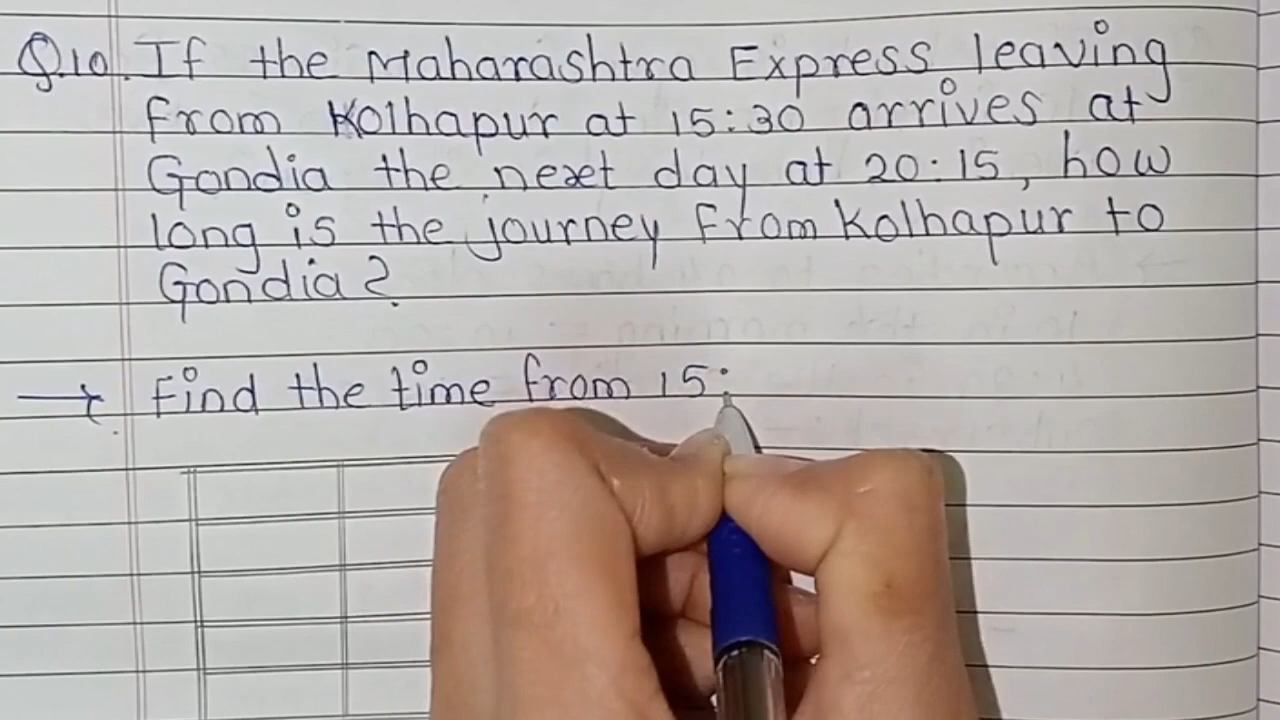 Q.10. If the Maharashtra Express leaving
from Kolhapur at 15:30 arrives at
Gondia the next day at 20:15, how
long is the journey from Kolhapur to
Gondia?
→ Find the time from 15: